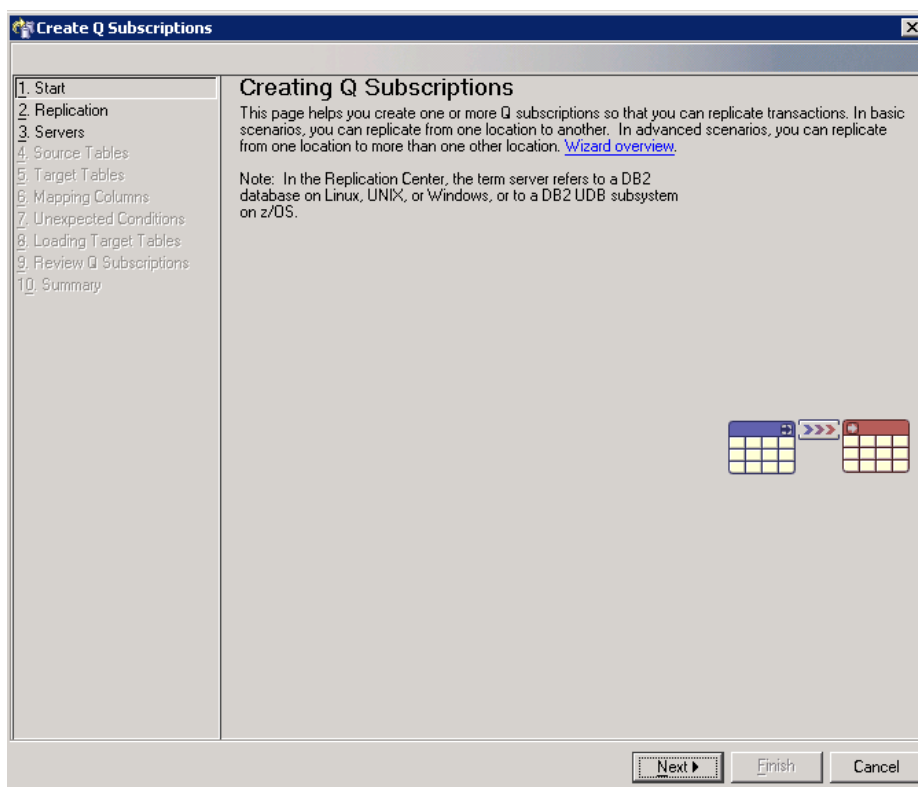 Create Q Subscriptions
1. Start
2. Replication
3. Servers
4. Source Tables
5. Target Tables
6. Mapping Columns
7. Unexpected Conditions
8. Loading Target Tables
9. Review Q Subscriptions
10. Summary
Creating Q Subscriptions
This page helps you create one or more Q subscriptions so that you can replicate transactions. In basic
scenarios, you can replicate from one location to another. In advanced scenarios, you can replicate
from one location to more than one other location. Wizard overview.
Note: In the Replication Center, the term server refers to a DB2
database on Linux, UNIX, or Windows, or to a DB2 UDB subsystem
on z/OS.
Next
Finish
Cancel